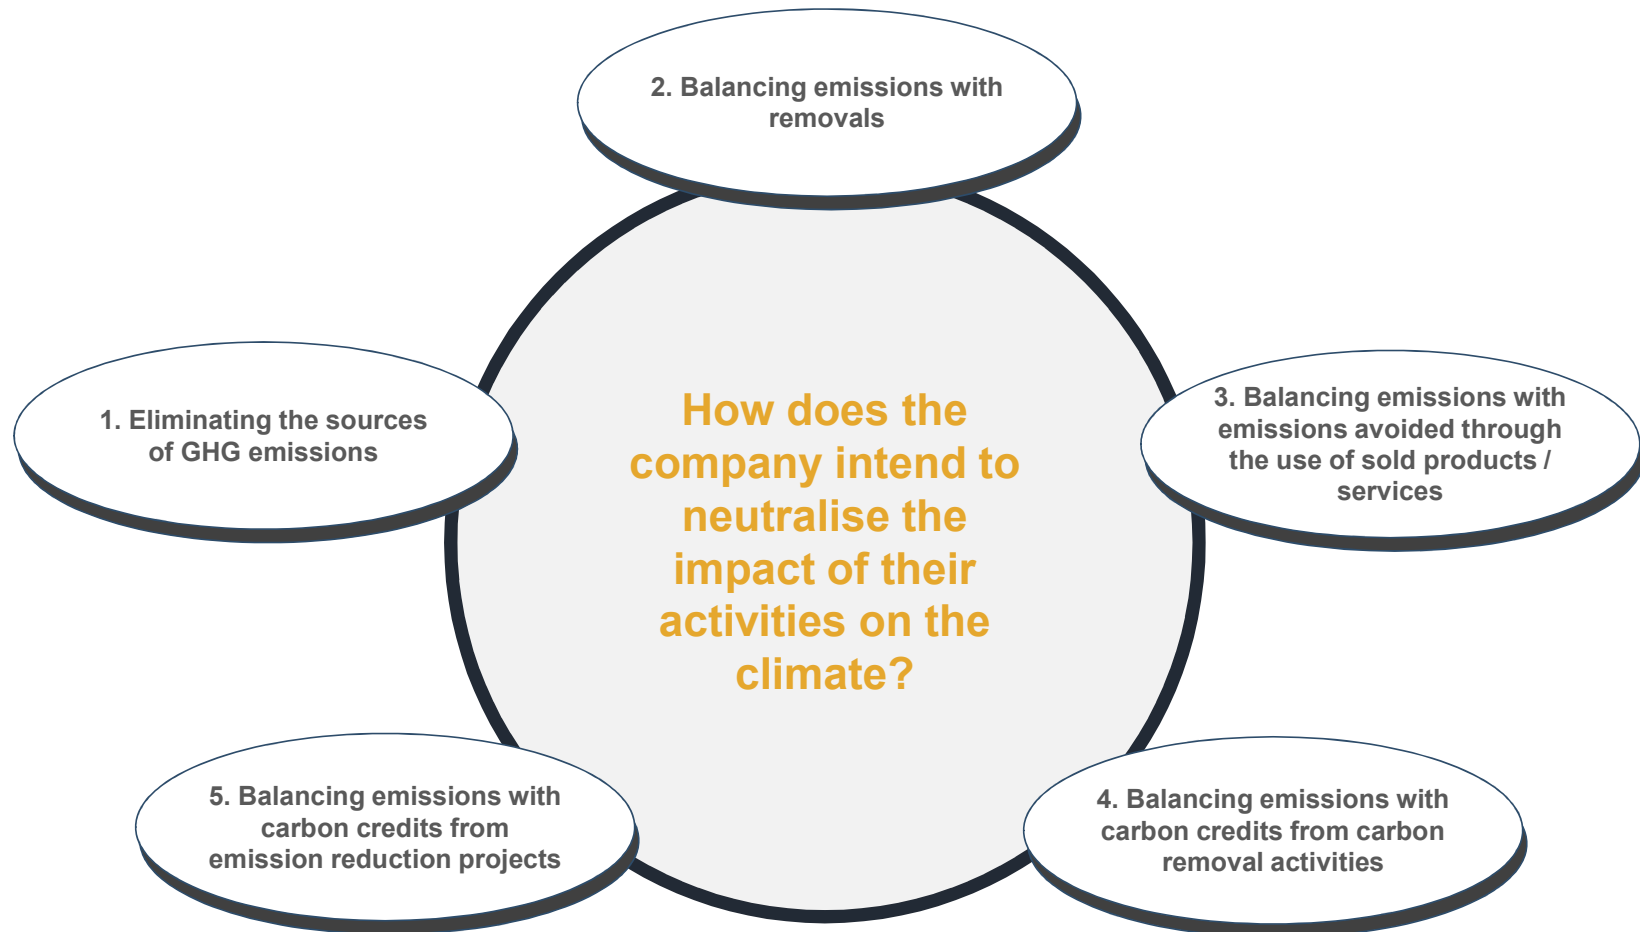 2. Balancing emissions with
removals
1. Eliminating the sources
of GHG emissions
How does the
company intend to
neutralise the
impact of their
activities on the
climate?
3. Balancing emissions with
emissions avoided through
the use of sold products /
services
5. Balancing emissions with
carbon credits from
emission reduction projects
4. Balancing emissions with
carbon credits from carbon
removal activities